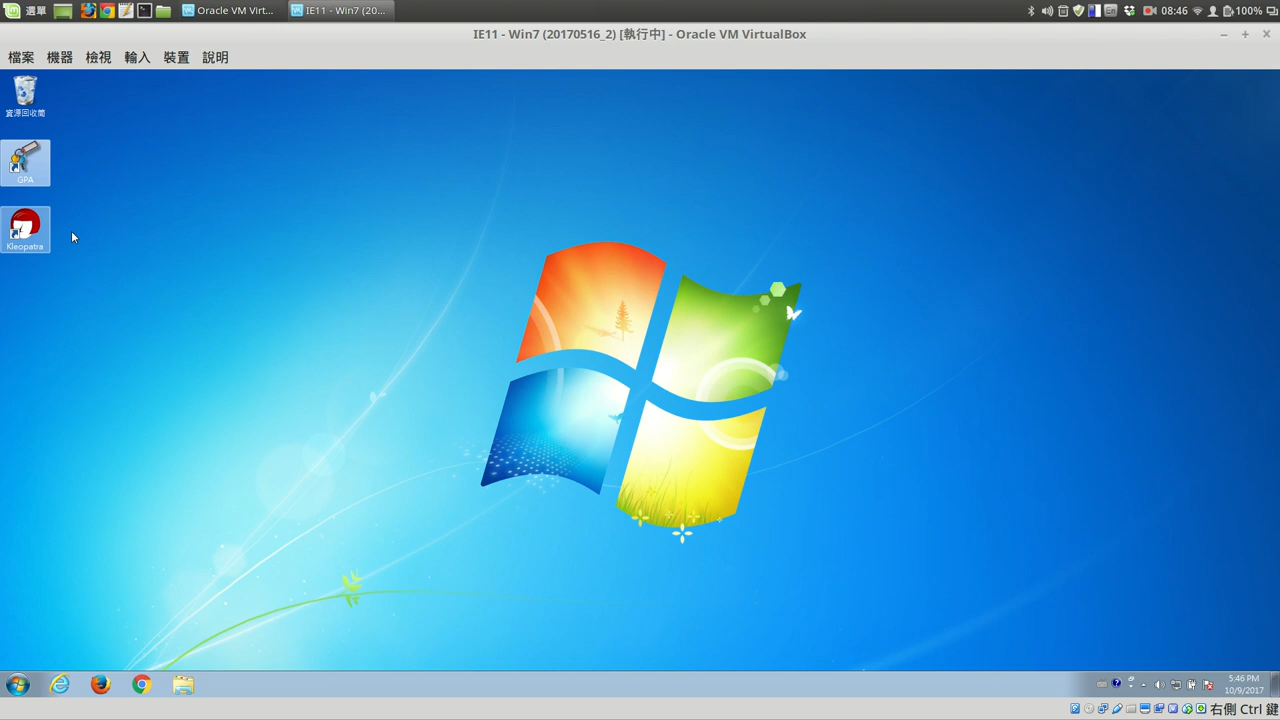 選單
Oracle VM Virt...
IE11 - Win7 (20...
En
08:46
100%
IE11 - Win7 (20170516_2) [執行中] - Oracle VM VirtualBox
檔案 機器 檢視 輸入 裝置 說明
資源回收筒
GPA
Kleopatra
5:46 PM
10/9/2017
右側 Ctrl 鍵